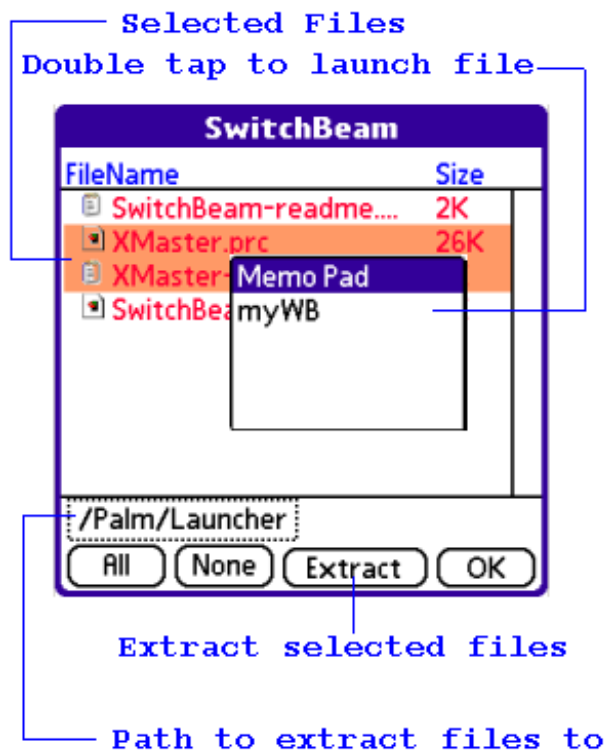 Selected Files
Double tap to launch file
SwitchBeam
FileName Size
SwitchBeam-readme.... 2K
XMaster.prc 26K
XMaster-
SwitchBea
Memo Pad
myWB
/Palm/Launcher
All None Extract OK
Extract selected files
Path to extract files to